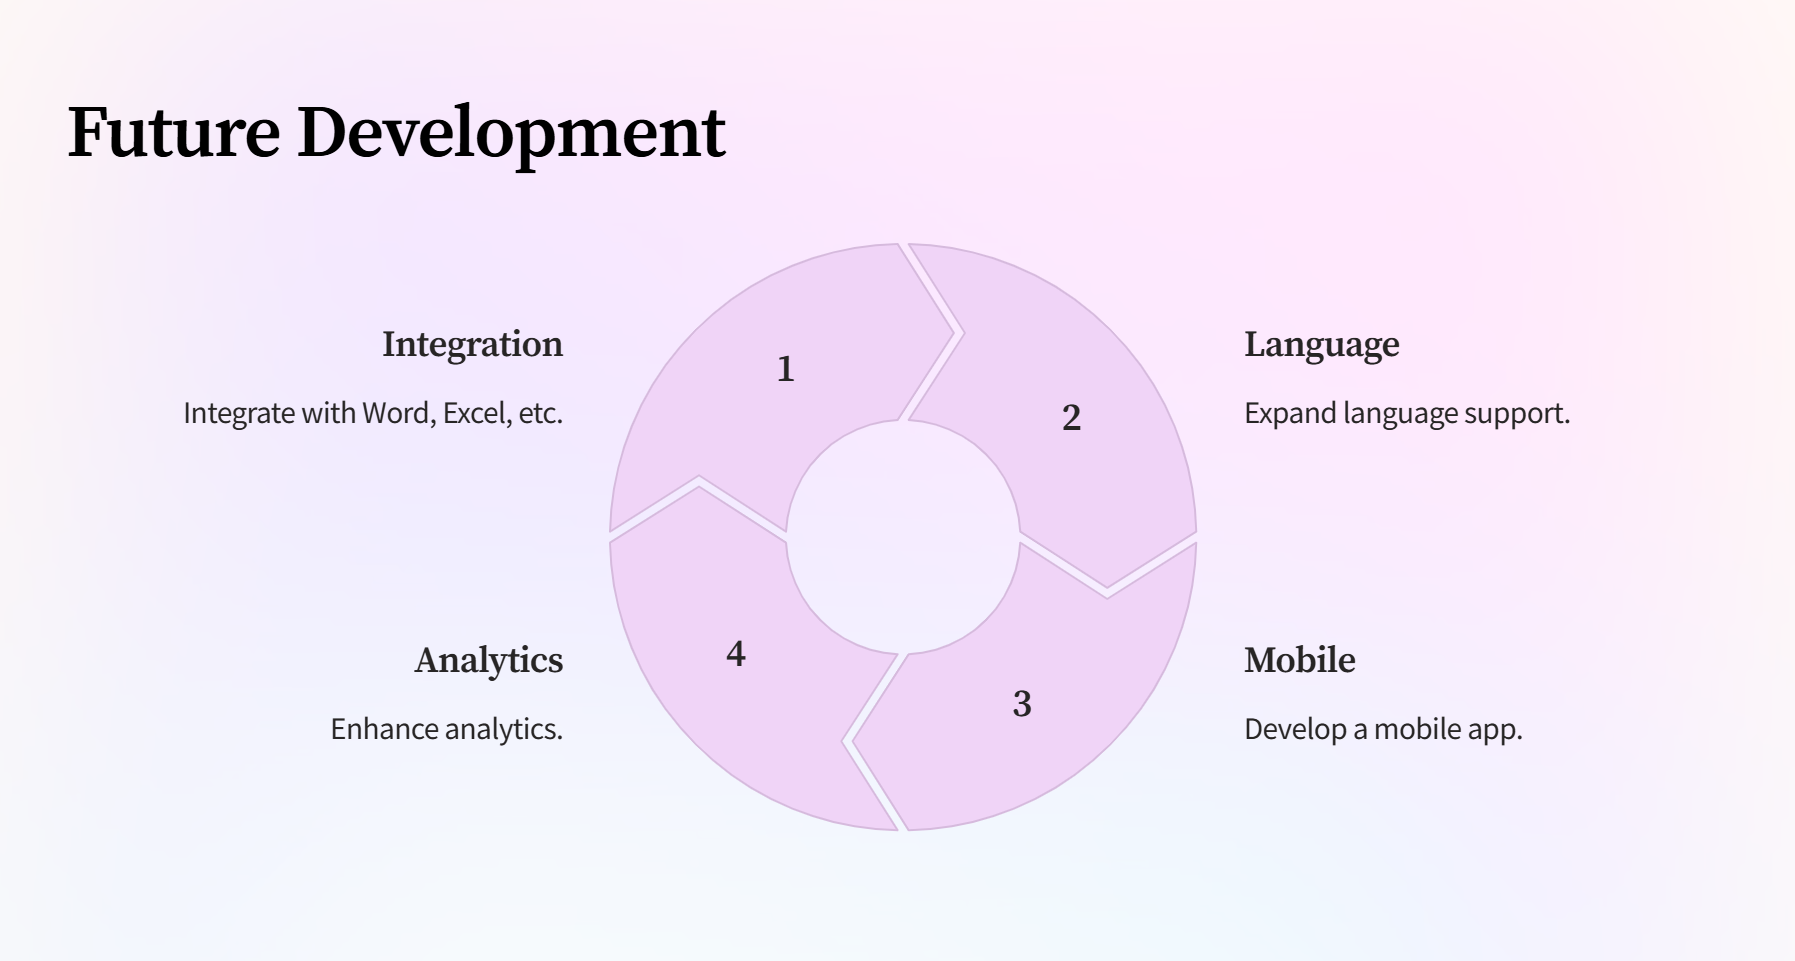 Future Development
1
Integration
Integrate with Word, Excel, etc.
2
Language
Expand language support.
3
Mobile
Develop a mobile app.
4
Analytics
Enhance analytics.